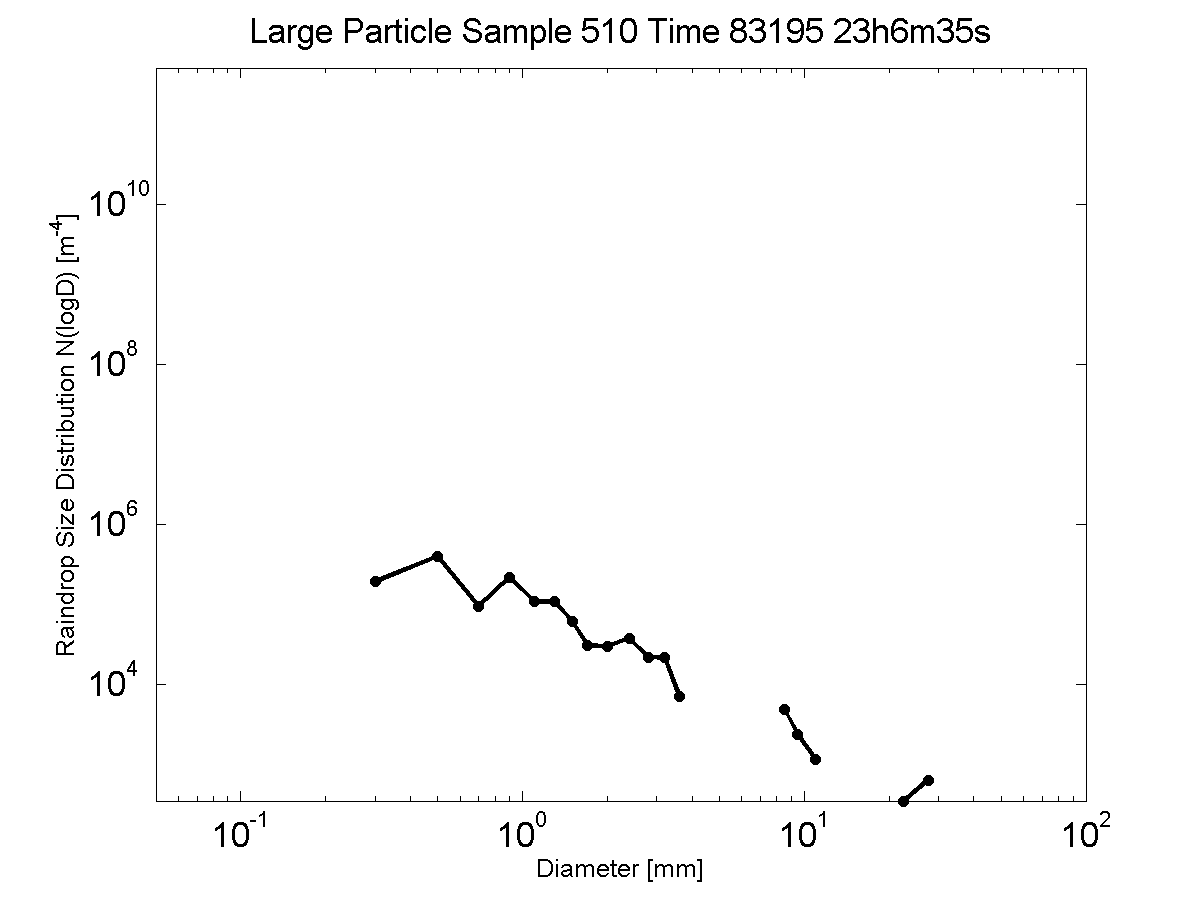 Large Particle Sample 510 Time 83195 23h6m35s
Raindrop Size Distribution N(logD) [m^-4]
10^10
10^8
10^6
10^4
10^-1
10^0
10^1
10^2
Diameter [mm]